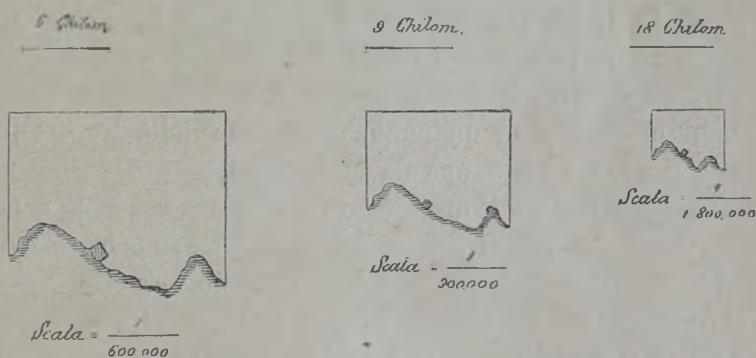 6 Chilom
9 Chilom.
18 Chilom
Scala = 1
600 000
Scala - 1
900000
Scala = 1
1 800.000